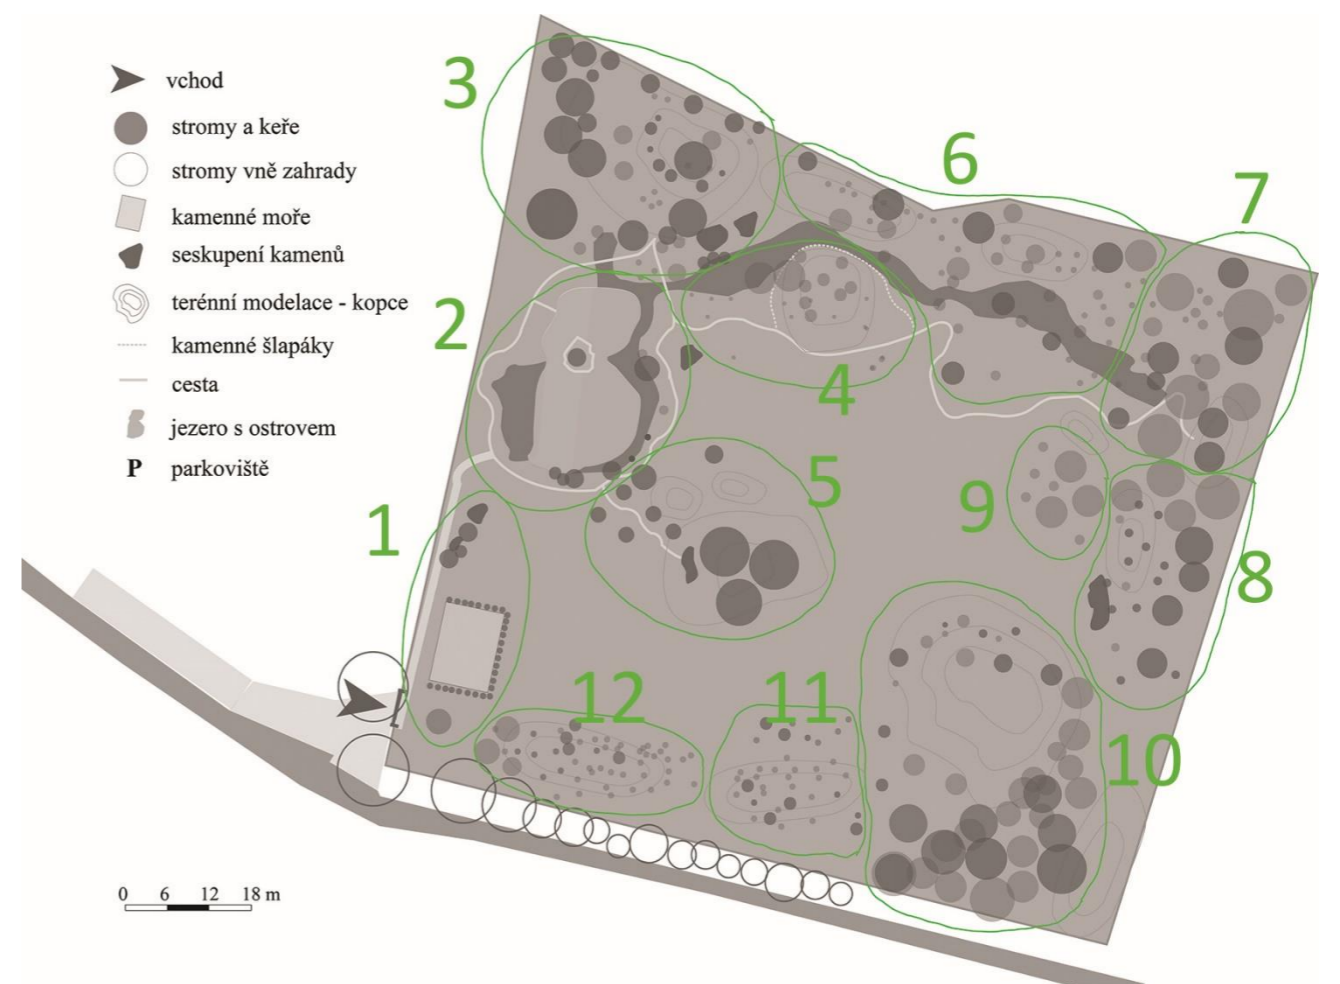 vchod
stromy a keře
stromy vně zahrady
kamenné moře
seskupení kamenů
terénní modelace - kopce
kamenné šlapáky
cesta
jezero s ostrovem
P parkoviště
3
6
7
2
4
5
9
1
8
12
11
10
0 6 12 18 m